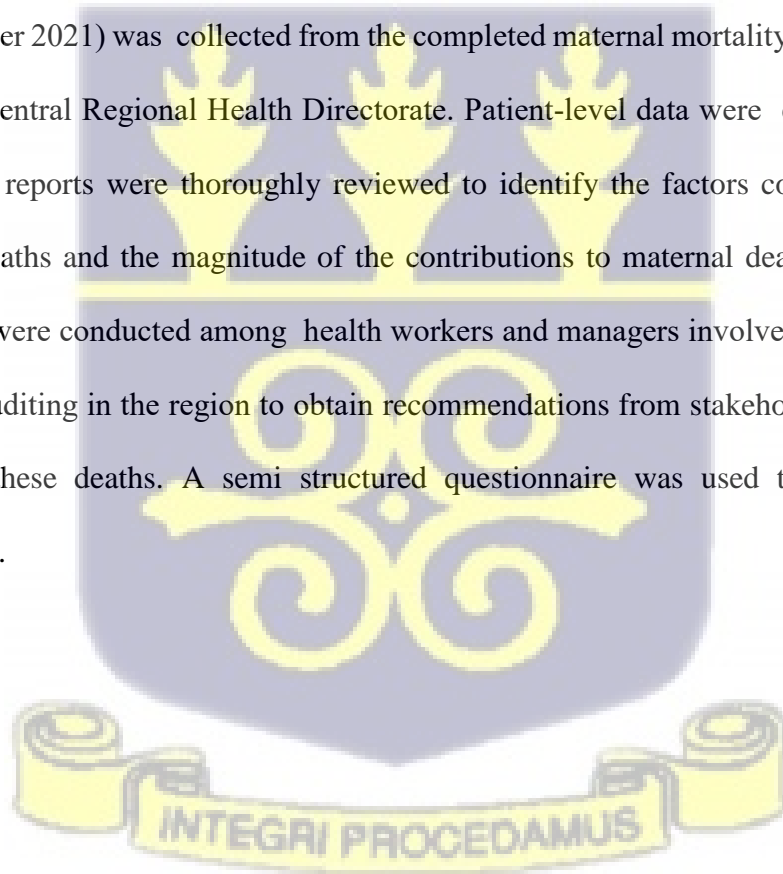 er 2021) was collected from the completed maternal mortality
entral Regional Health Directorate. Patient-level data were
reports were thoroughly reviewed to identify the factors co
aths and the magnitude of the contributions to maternal dea
were conducted among health workers and managers involve
uditing in the region to obtain recommendations from stakeho
hese deaths. A semi structured questionnaire was used t
.
INTEGRI PROCEDAMUS